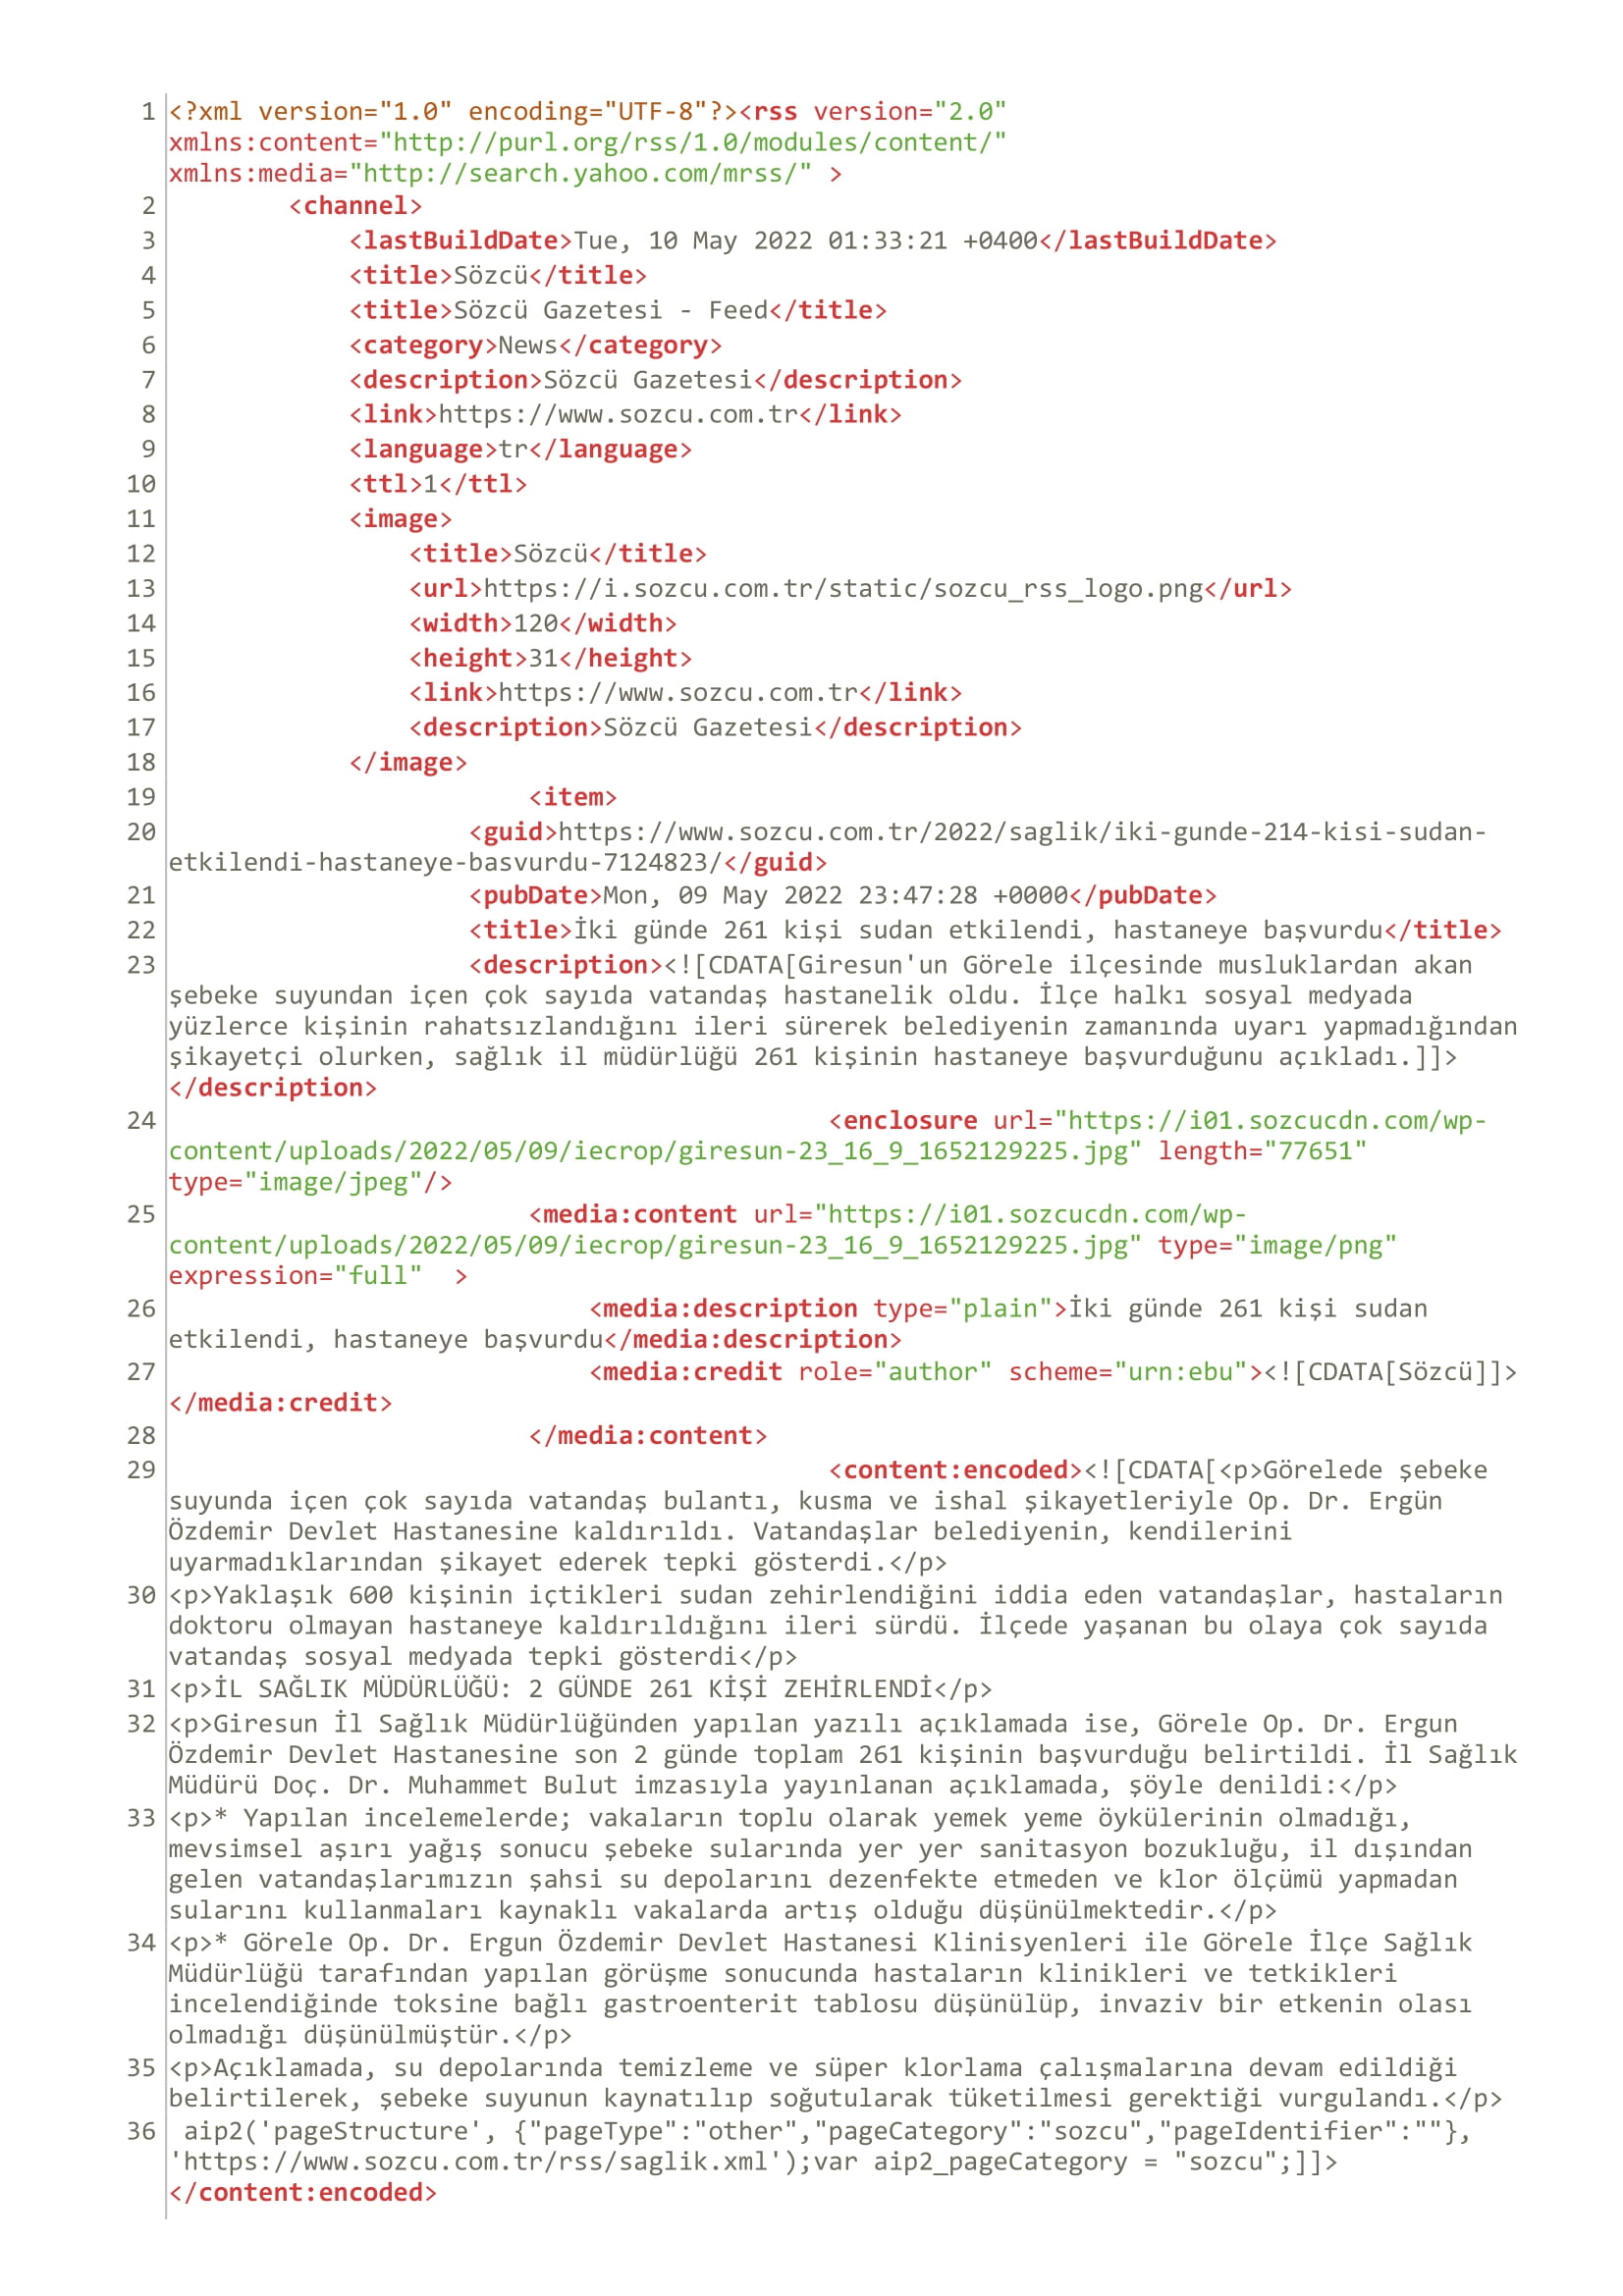 1 <?xml version="1.0" encoding="UTF-8"?><rss version="2.0"
xmlns:content="http://purl.org/rss/1.0/modules/content/"
xmlns:media="http://search.yahoo.com/mrss/" >
2 <channel>
3 <lastBuildDate>Tue, 10 May 2022 01:33:21 +0400</lastBuildDate>
4 <title>Sözcü</title>
5 <title>Sözcü Gazetesi - Feed</title>
6 <category>News</category>
7 <description>Sözcü Gazetesi</description>
8 <link>https://www.sozcu.com.tr</link>
9 <language>tr</language>
10 <ttl>1</ttl>
11 <image>
12 <title>Sözcü</title>
13 <url>https://i.sozcu.com.tr/static/sozcu_rss_logo.png</url>
14 <width>120</width>
15 <height>31</height>
16 <link>https://www.sozcu.com.tr</link>
17 <description>Sözcü Gazetesi</description>
18 </image>
19 <item>
20 <guid>https://www.sozcu.com.tr/2022/saglik/iki-gunde-214-kisi-sudan-
etkilendi-hastaneye-basvurdu-7124823/</guid>
21 <pubDate>Mon, 09 May 2022 23:47:28 +0000</pubDate>
22 <title>İki günde 261 kişi sudan etkilendi, hastaneye başvurdu</title>
23 <description><![CDATA[Giresun'un Görele ilçesinde musluklardan akan
şebeke suyundan içen çok sayıda vatandaş hastanelik oldu. İlçe halkı sosyal medyada
yüzlerce kişinin rahatsızlandığını ileri sürerek belediyenin zamanında uyarı yapmadığından
şikayetçi olurken, sağlık il müdürlüğü 261 kişinin hastaneye başvurduğunu açıkladı.]]>
</description>
24 <enclosure url="https://i01.sozcucdn.com/wp-
content/uploads/2022/05/09/iecrop/giresun-23_16_9_1652129225.jpg" length="77651"
type="image/jpeg"/>
25 <media:content url="https://i01.sozcucdn.com/wp-
content/uploads/2022/05/09/iecrop/giresun-23_16_9_1652129225.jpg" type="image/png"
expression="full"  >
26 <media:description type="plain">İki günde 261 kişi sudan
etkilendi, hastaneye başvurdu</media:description>
27 <media:credit role="author" scheme="urn:ebu"><![CDATA[Sözcü]]>
</media:credit>
28 </media:content>
29 <content:encoded><![CDATA[<p>Görelede şebeke
suyunda içen çok sayıda vatandaş bulantı, kusma ve ishal şikayetleriyle Op. Dr. Ergün
Özdemir Devlet Hastanesine kaldırıldı. Vatandaşlar belediyenin, kendilerini
uyarmadıklarından şikayet ederek tepki gösterdi.</p>
30 <p>Yaklaşık 600 kişinin içtikleri sudan zehirlendiğini iddia eden vatandaşlar, hastaların
doktoru olmayan hastaneye kaldırıldığını ileri sürdü. İlçede yaşanan bu olaya çok sayıda
vatandaş sosyal medyada tepki gösterdi</p>
31 <p>İL SAĞLIK MÜDÜRLÜĞÜ: 2 GÜNDE 261 KİŞİ ZEHİRLENDİ</p>
32 <p>Giresun İl Sağlık Müdürlüğünden yapılan yazılı açıklamada ise, Görele Op. Dr. Ergun
Özdemir Devlet Hastanesine son 2 günde toplam 261 kişinin başvurduğu belirtildi. İl Sağlık
Müdürü Doç. Dr. Muhammet Bulut imzasıyla yayınlanan açıklamada, şöyle denildi:</p>
33 <p>* Yapılan incelemelerde; vakaların toplu olarak yemek yeme öykülerinin olmadığı,
mevsimsel aşırı yağış sonucu şebeke sularında yer yer sanitasyon bozukluğu, il dışından
gelen vatandaşlarımızın şahsi su depolarını dezenfekte etmeden ve klor ölçümü yapmadan
sularını kullanmaları kaynaklı vakalarda artış olduğu düşünülmektedir.</p>
34 <p>* Görele Op. Dr. Ergun Özdemir Devlet Hastanesi Klinisyenleri ile Görele İlçe Sağlık
Müdürlüğü tarafından yapılan görüşme sonucunda hastaların klinikleri ve tetkikleri
incelendiğinde toksine bağlı gastroenterit tablosu düşünülüp, invaziv bir etkenin olası
olmadığı düşünülmüştür.</p>
35 <p>Açıklamada, su depolarında temizleme ve süper klorlama çalışmalarına devam edildiği
belirtilerek, şebeke suyunun kaynatılıp soğutularak tüketilmesi gerektiği vurgulandı.</p>
36 aip2('pageStructure', {"pageType":"other","pageCategory":"sozcu","pageIdentifier":""},
'https://www.sozcu.com.tr/rss/saglik.xml');var aip2_pageCategory = "sozcu";]]>
</content:encoded>